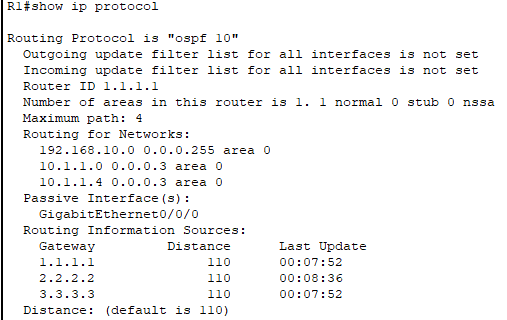 R1#show ip protocol
Routing Protocol is "ospf 10"
Outgoing update filter list for all interfaces is not set
Incoming update filter list for all interfaces is not set
Router ID 1.1.1.1
Number of areas in this router is 1. 1 normal 0 stub 0 nssa
Maximum path: 4
Routing for Networks:
192.168.10.0 0.0.0.255 area 0
10.1.1.0 0.0.0.3 area 0
10.1.1.4 0.0.0.3 area 0
Passive Interface(s):
GigabitEthernet0/0/0
Routing Information Sources:
Gateway Distance Last Update
1.1.1.1 110 00:07:52
2.2.2.2 110 00:08:36
3.3.3.3 110 00:07:52
Distance: (default is 110)